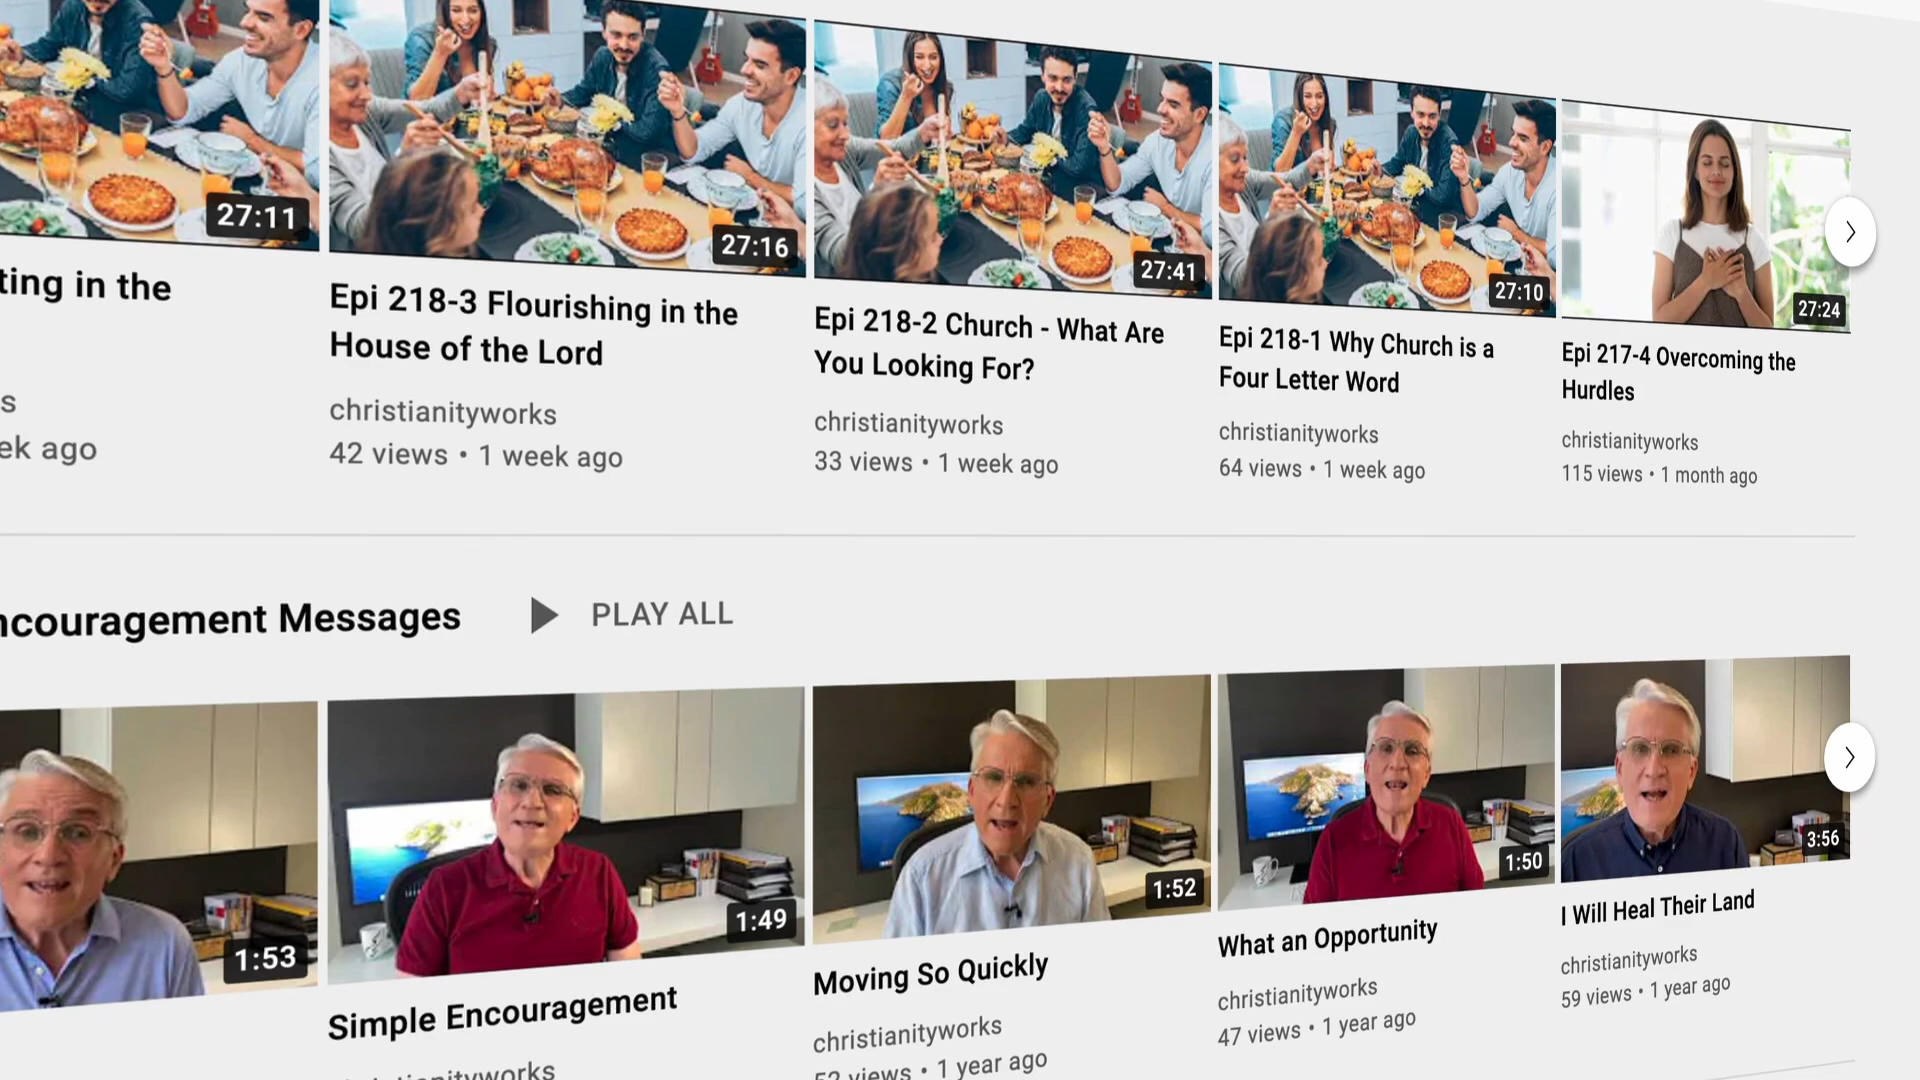 27:11
27:16
27:41
27:10
27:24
ting in the
Epi 218-3 Flourishing in the
House of the Lord
Epi 218-2 Church - What Are
You Looking For?
Epi 218-1 Why Church is a
Four Letter Word
Epi 217-4 Overcoming the
Hurdles
s
ek ago
christianityworks
42 views • 1 week ago
christianityworks
33 views • 1 week ago
christianityworks
64 views • 1 week ago
christianityworks
115 views • 1 month ago
ncouragement Messages
PLAY ALL
1:53
1:49
1:52
1:50
3:56
Simple Encouragement
Moving So Quickly
christianityworks
views • 1 year ago
What an Opportunity
christianityworks
47 views • 1 year ago
I Will Heal Their Land
christianityworks
59 views • 1 year ago